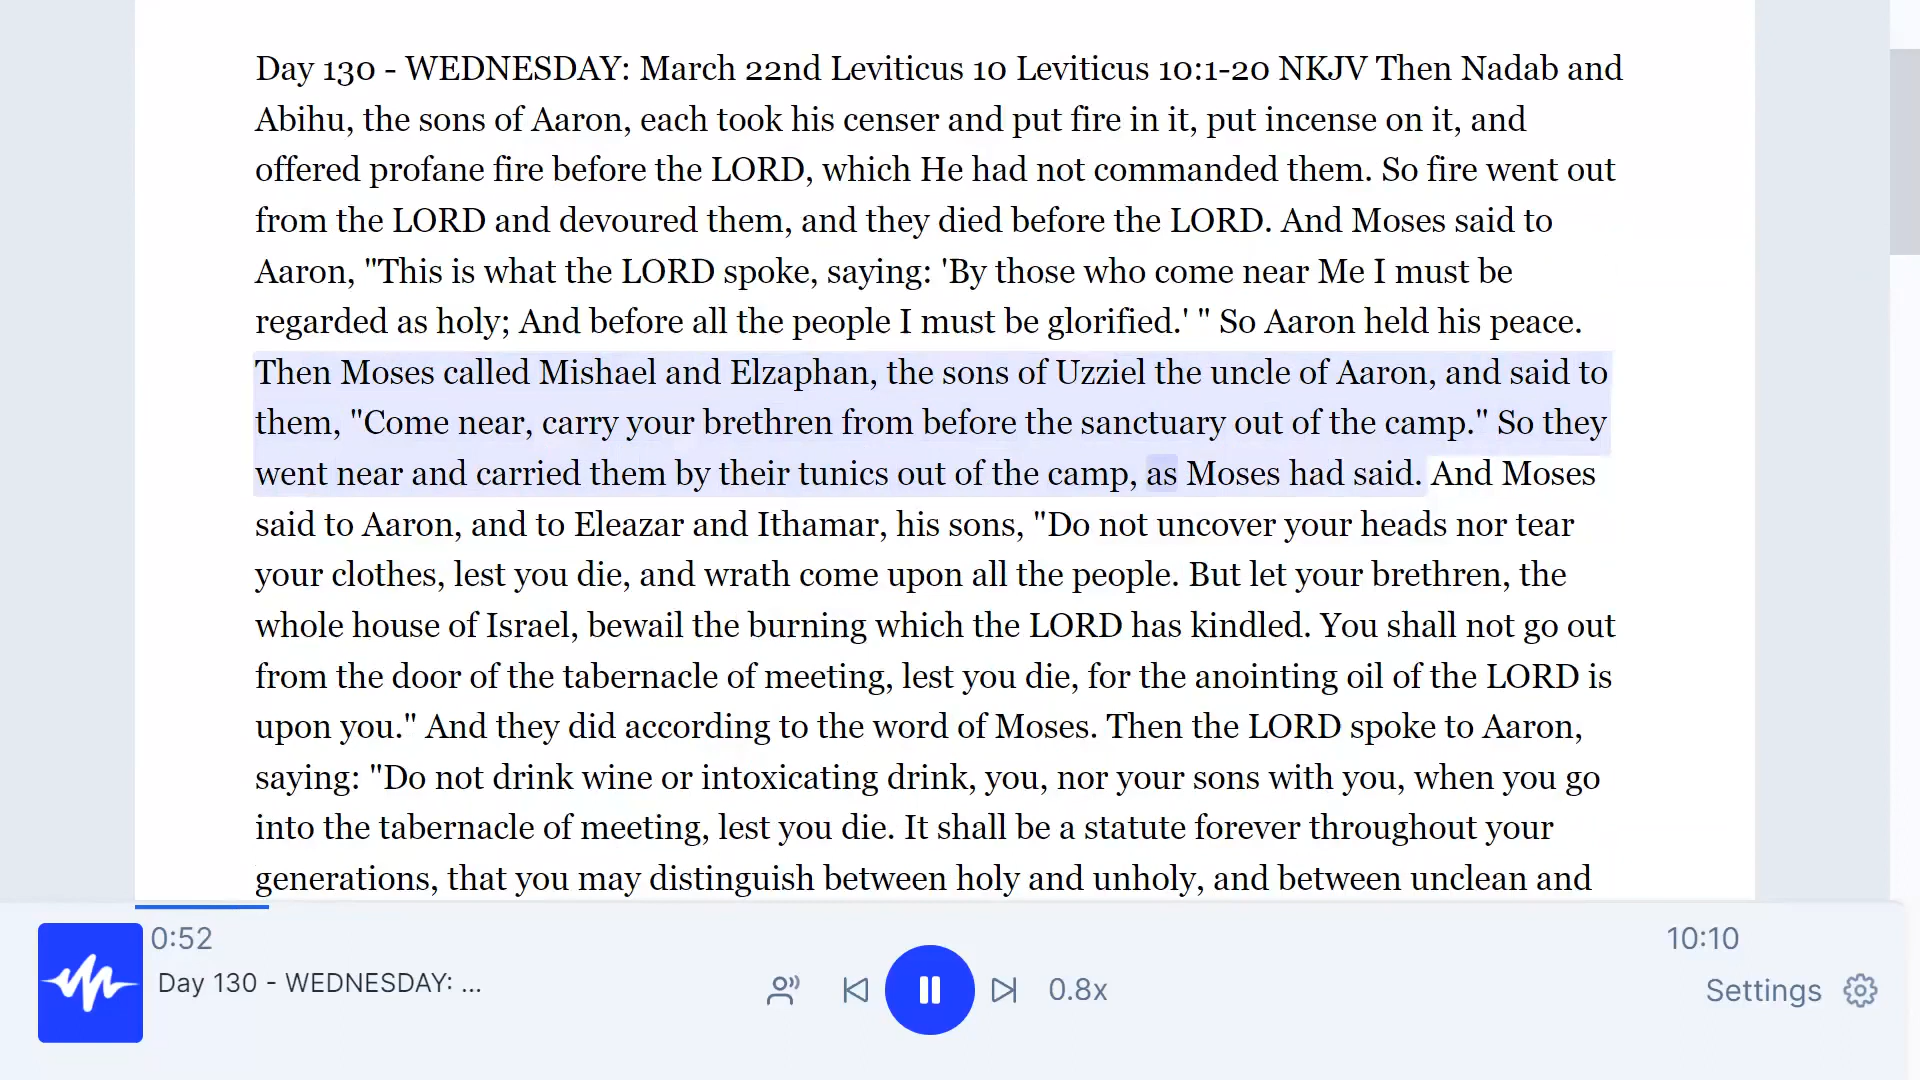 Day 130 - WEDNESDAY: March 22nd Leviticus 10 Leviticus 10:1-20 NKJV Then Nadab and
Abihu, the sons of Aaron, each took his censer and put fire in it, put incense on it, and
offered profane fire before the LORD, which He had not commanded them. So fire went out
from the LORD and devoured them, and they died before the LORD. And Moses said to
Aaron, "This is what the LORD spoke, saying: 'By those who come near Me I must be
regarded as holy; And before all the people I must be glorified.' " So Aaron held his peace.
Then Moses called Mishael and Elzaphan, the sons of Uzziel the uncle of Aaron, and said to
them, "Come near, carry your brethren from before the sanctuary out of the camp." So they
went near and carried them by their tunics out of the camp, as Moses had said. And Moses
said to Aaron, and to Eleazar and Ithamar, his sons, "Do not uncover your heads nor tear
your clothes, lest you die, and wrath come upon all the people. But let your brethren, the
whole house of Israel, bewail the burning which the LORD has kindled. You shall not go out
from the door of the tabernacle of meeting, lest you die, for the anointing oil of the LORD is
upon you." And they did according to the word of Moses. Then the LORD spoke to Aaron,
saying: "Do not drink wine or intoxicating drink, you, nor your sons with you, when you go
into the tabernacle of meeting, lest you die. It shall be a statute forever throughout your
generations, that you may distinguish between holy and unholy, and between unclean and
0:52
10:10
Day 130 - WEDNESDAY: ...
0.8x
Settings